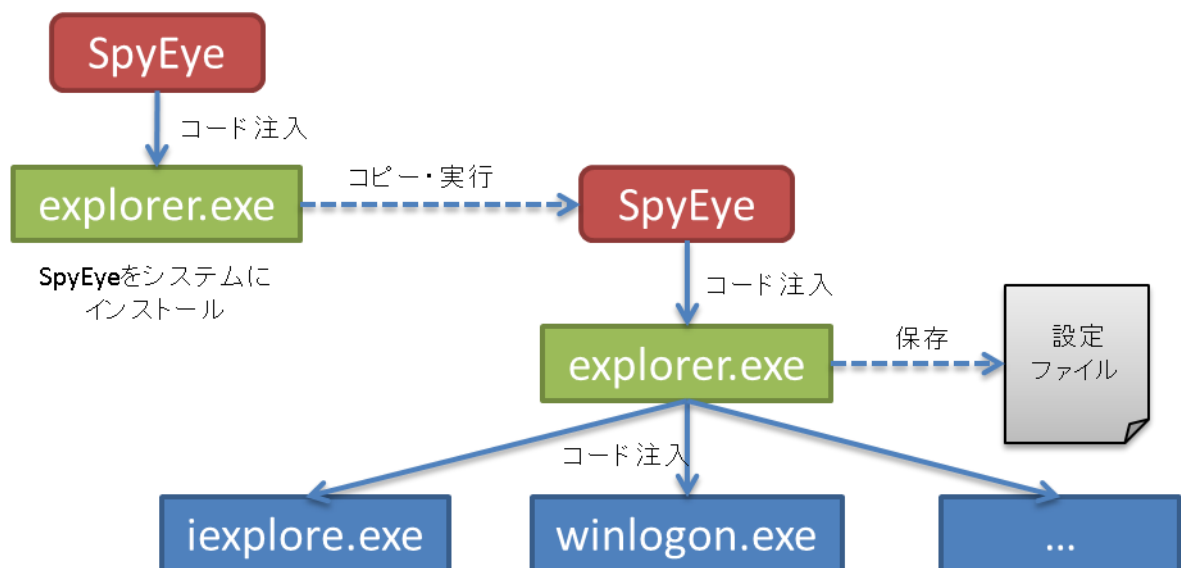 SpyEye
コード注入
explorer.exe
コピー・実行
SpyEye
SpyEyeをシステムに
インストール
コード注入
explorer.exe
保存
設定
ファイル
コード注入
iexplore.exe
winlogon.exe
...